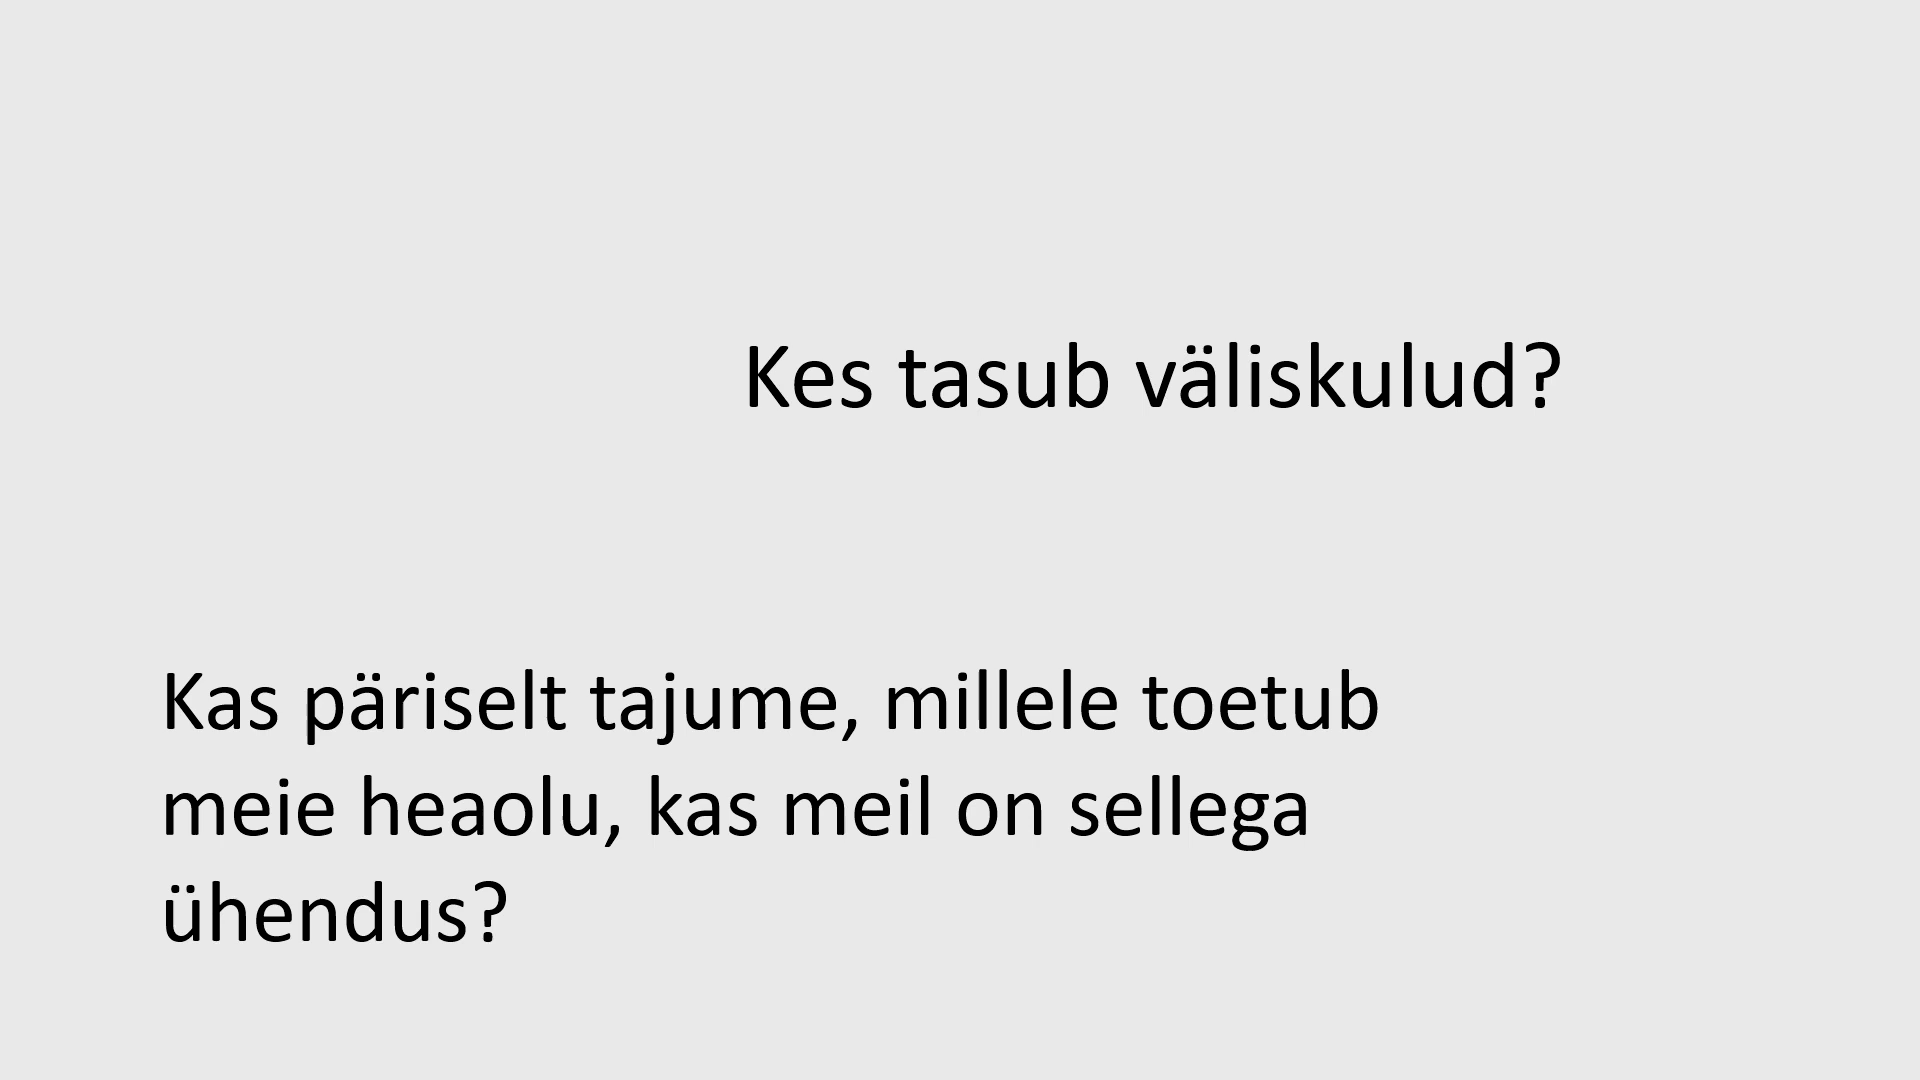 Kes tasub väliskulud?
Kas päriselt tajume, millele toetub
meie heaolu, kas meil on sellega
ühendus?